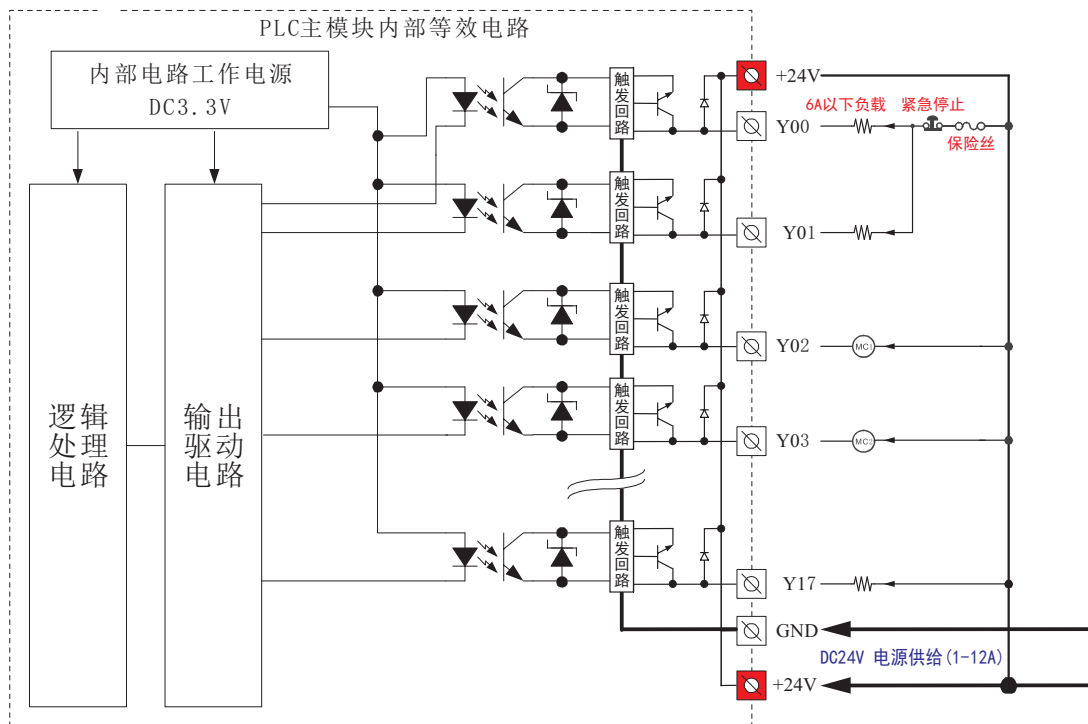 PLC主模块内部等效电路
内部电路工作电源
DC3.3V
逻辑
处理
电路
输出
驱动
电路
触发回路
触发回路
触发回路
触发回路
触发回路
+24V
6A以下负载 紧急停止
Y00
保险丝
Y01
Y02
MC1
Y03
MC2
Y17
GND
DC24V 电源供给(1-12A)
+24V